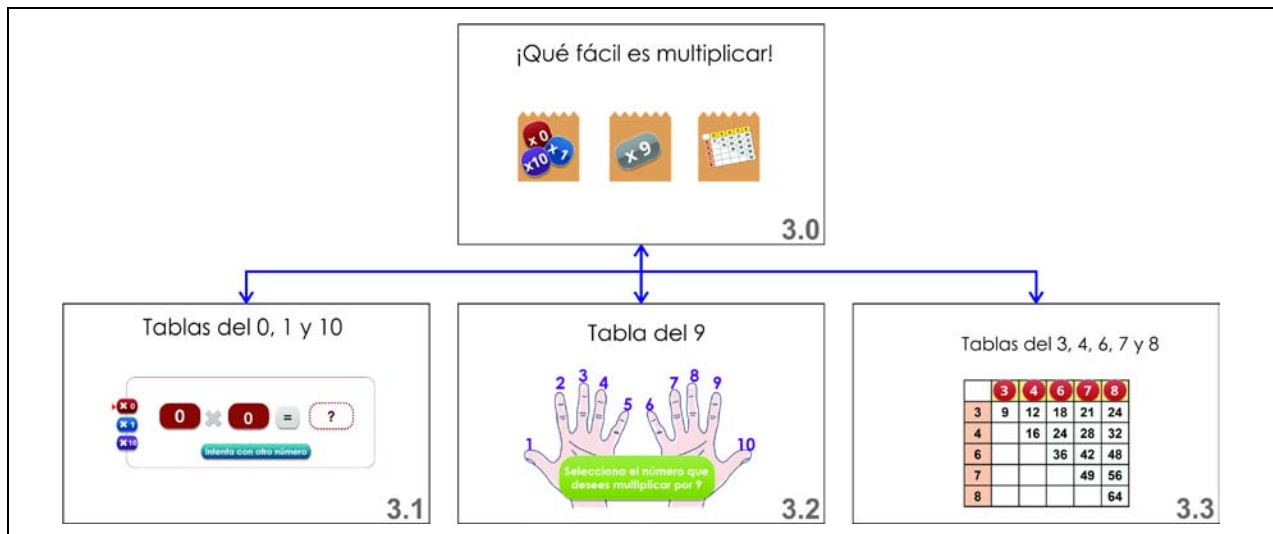 ¡Qué fácil es multiplicar!
x 0
x10
x 1
x 9
3.0
Tablas del 0, 1 y 10
x 0
x 1
x10
0 x 0 = ?
Intenta con otro número
3.1
Tabla del 9
1 2 3 4 5 6 7 8 9 10
Selecciona el número que
desees multiplicar por 9
3.2
Tablas del 3, 4, 6, 7 y 8
3 4 6 7 8
3 9 12 18 21 24
4 16 24 28 32
6 36 42 48
7 49 56
8 64
3.3